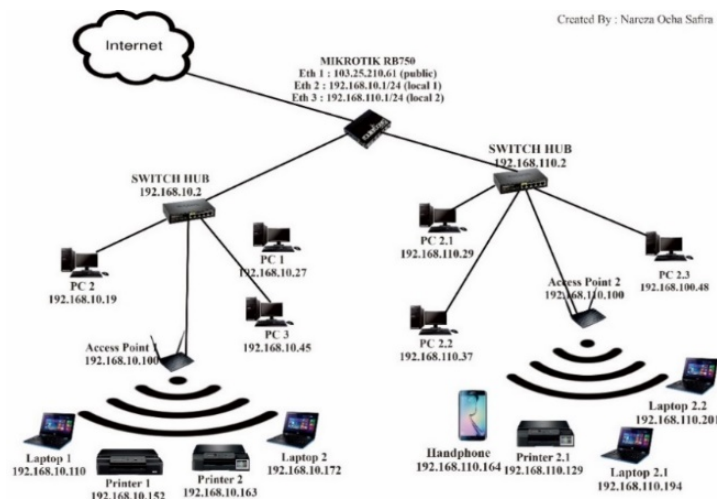 Created By : Nareza Ocha Safira
Internet
MIKROTIK RB750
Eth 1 : 103.25.210.61 (public)
Eth 2 : 192.168.10.1/24 (local 1)
Eth 3 : 192.168.110.1/24 (local 2)
SWITCH HUB
192.168.10.2
SWITCH HUB
192.168.110.2
PC 2
192.168.10.19
PC 1
192.168.10.27
PC 3
192.168.10.45
PC 2.1
192.168.110.29
PC 2.3
192.168.100.48
PC 2.2
192.168.110.37
Access Point 1
192.168.10.100
Access Point 2
192.168.110.100
Laptop 1
192.168.10.110
Printer 1
192.168.10.152
Printer 2
192.168.10.163
Laptop 2
192.168.10.172
Handphone
192.168.110.164
Printer 2.1
192.168.110.129
Laptop 2.1
192.168.110.194
Laptop 2.2
192.168.110.201